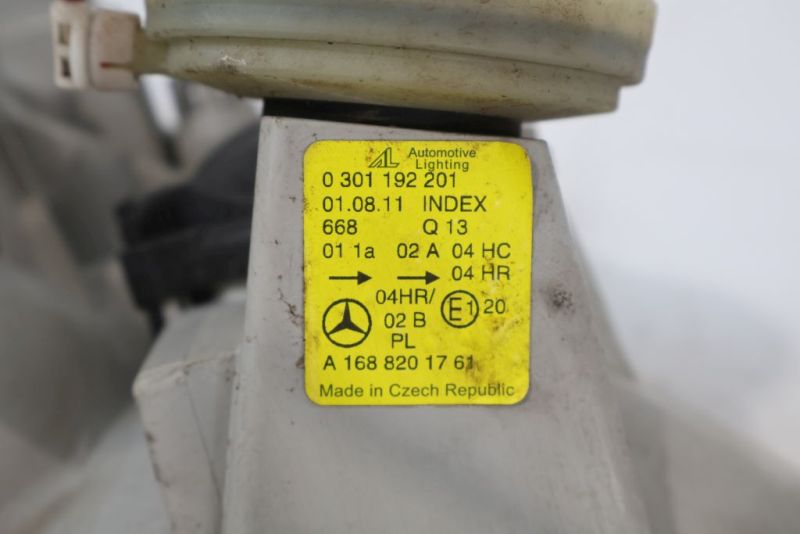 AL Automotive
Lighting
0 301 192 201
01.08.11 INDEX
668 Q 13
01 1a 02 A 04 HC
04 HR
04HR/
02 B
E1 20
PL
A 168 820 17 61
Made in Czech Republic